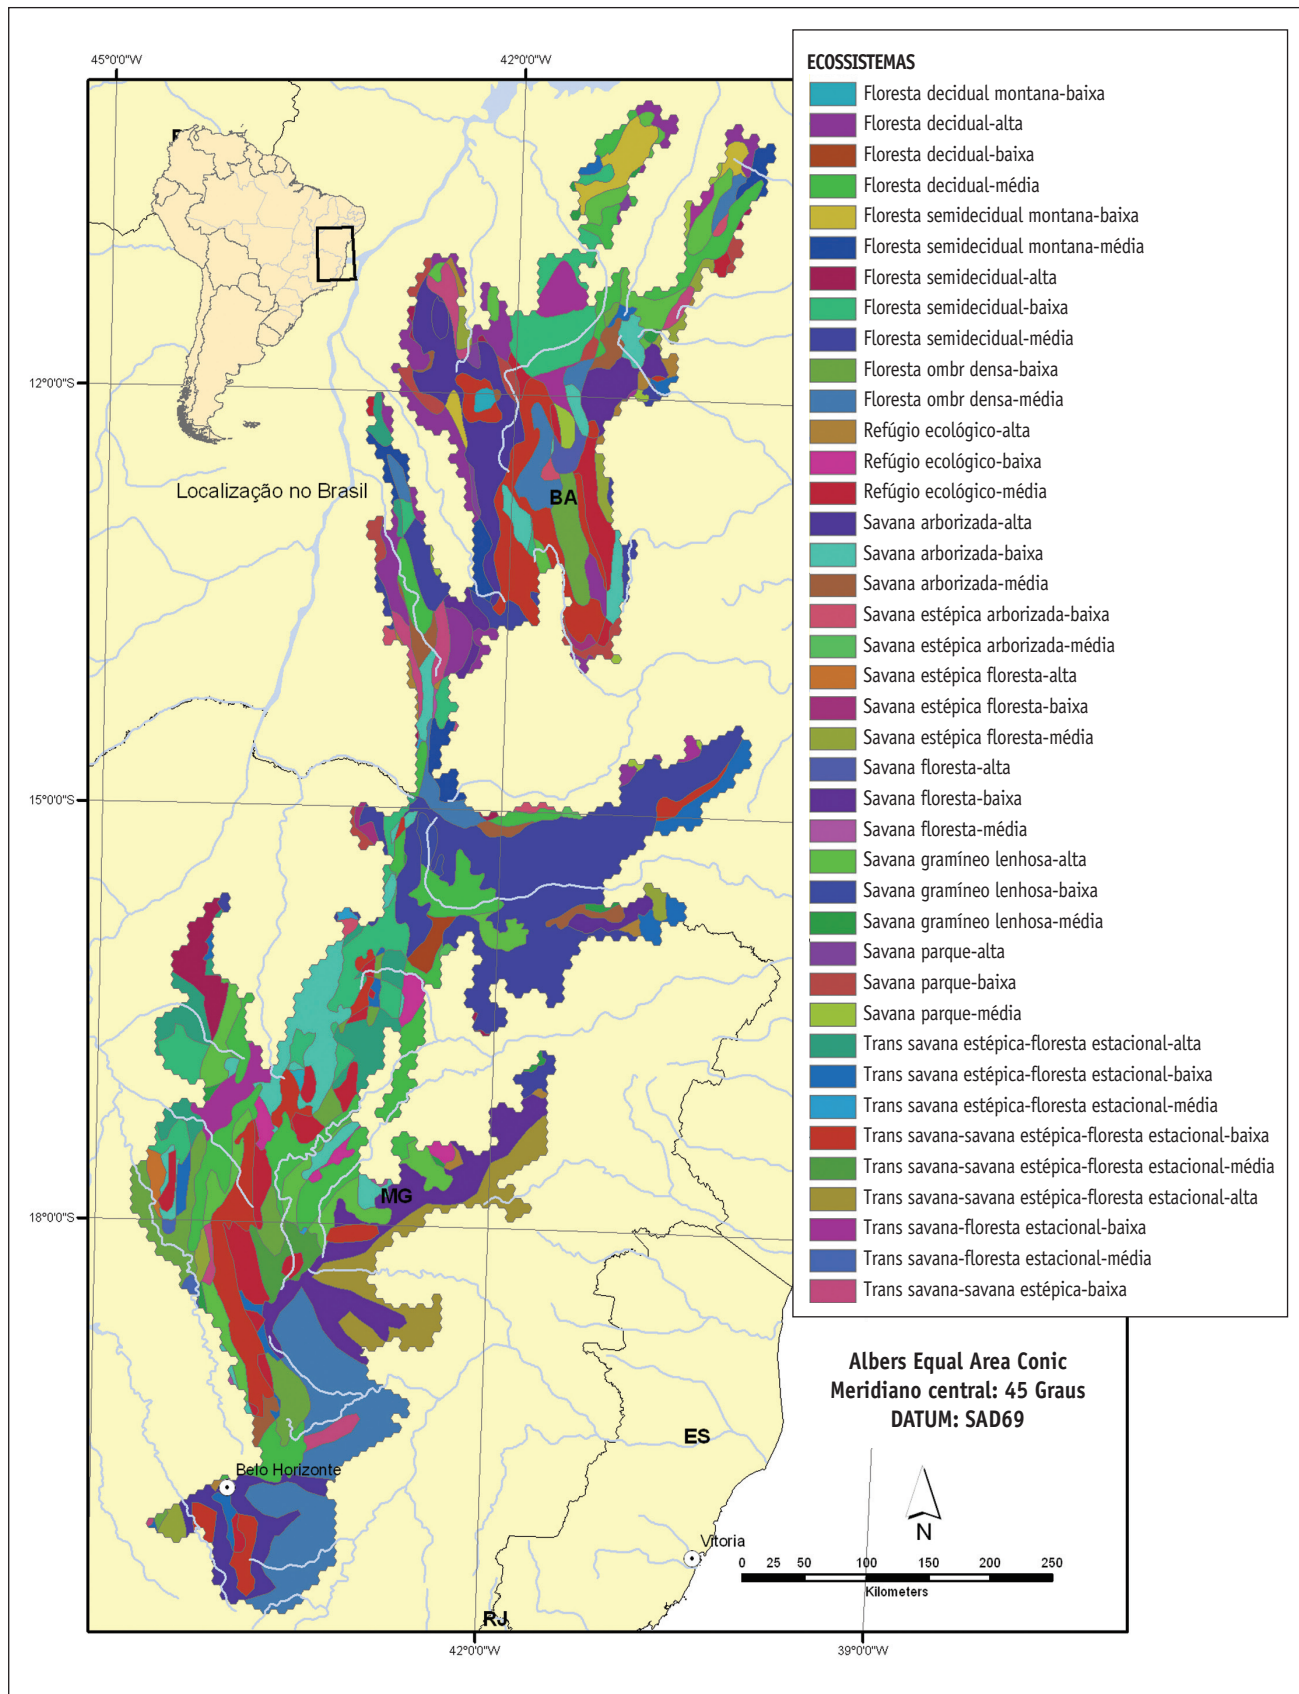 45°0'0"W
42°0'0"W
12°0'0"S
15°0'0"S
18°0'0"S
Localização no Brasil
BA
MG
Belo Horizonte
ES
Vitoria
RJ
42°0'0"W
39°0'0"W
ECOSSISTEMAS
Floresta decidual montana-baixa
Floresta decidual-alta
Floresta decidual-baixa
Floresta decidual-média
Floresta semidecidual montana-baixa
Floresta semidecidual montana-média
Floresta semidecidual-alta
Floresta semidecidual-baixa
Floresta semidecidual-média
Floresta ombr densa-baixa
Floresta ombr densa-média
Refúgio ecológico-alta
Refúgio ecológico-baixa
Refúgio ecológico-média
Savana arborizada-alta
Savana arborizada-baixa
Savana arborizada-média
Savana estépica arborizada-baixa
Savana estépica arborizada-média
Savana estépica floresta-alta
Savana estépica floresta-baixa
Savana estépica floresta-média
Savana floresta-alta
Savana floresta-baixa
Savana floresta-média
Savana gramíneo lenhosa-alta
Savana gramíneo lenhosa-baixa
Savana gramíneo lenhosa-média
Savana parque-alta
Savana parque-baixa
Savana parque-média
Trans savana estépica-floresta estacional-alta
Trans savana estépica-floresta estacional-baixa
Trans savana estépica-floresta estacional-média
Trans savana-savana estépica-floresta estacional-baixa
Trans savana-savana estépica-floresta estacional-média
Trans savana-savana estépica-floresta estacional-alta
Trans savana-floresta estacional-baixa
Trans savana-floresta estacional-média
Trans savana-savana estépica-baixa
Albers Equal Area Conic
Meridiano central: 45 Graus
DATUM: SAD69
N
0 25 50 100 150 200 250
Kilometers